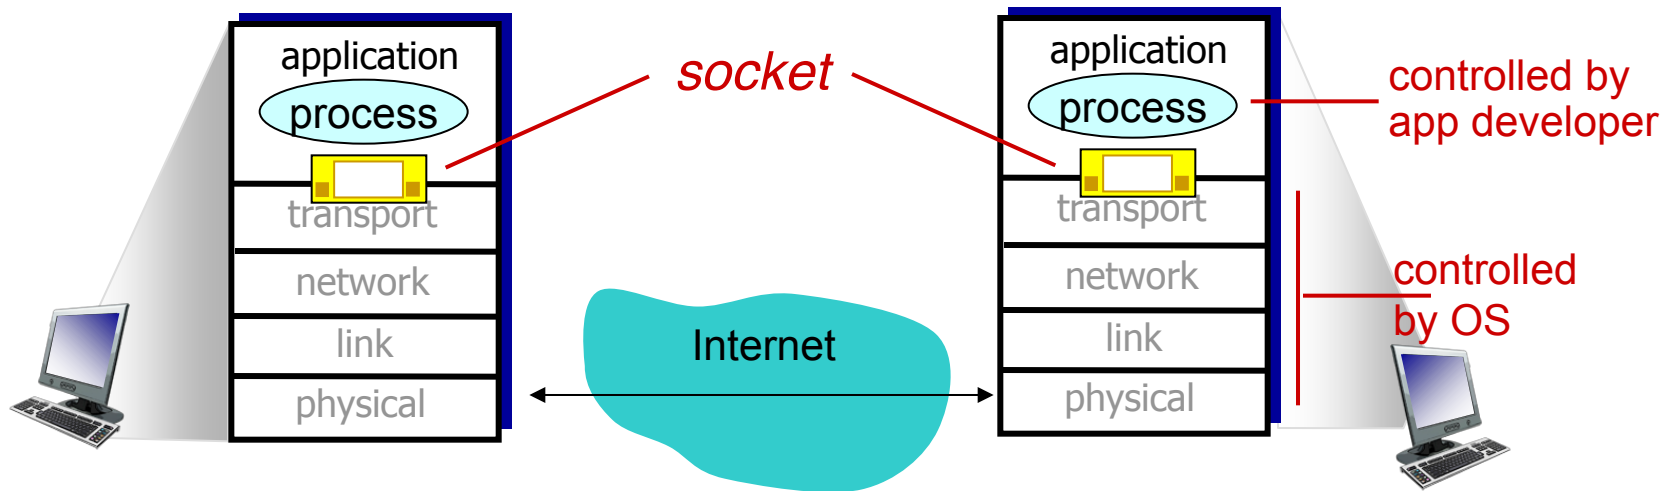 application
process
transport
network
link
physical
socket
Internet
application
process
transport
network
link
physical
controlled by
app developer
controlled
by OS